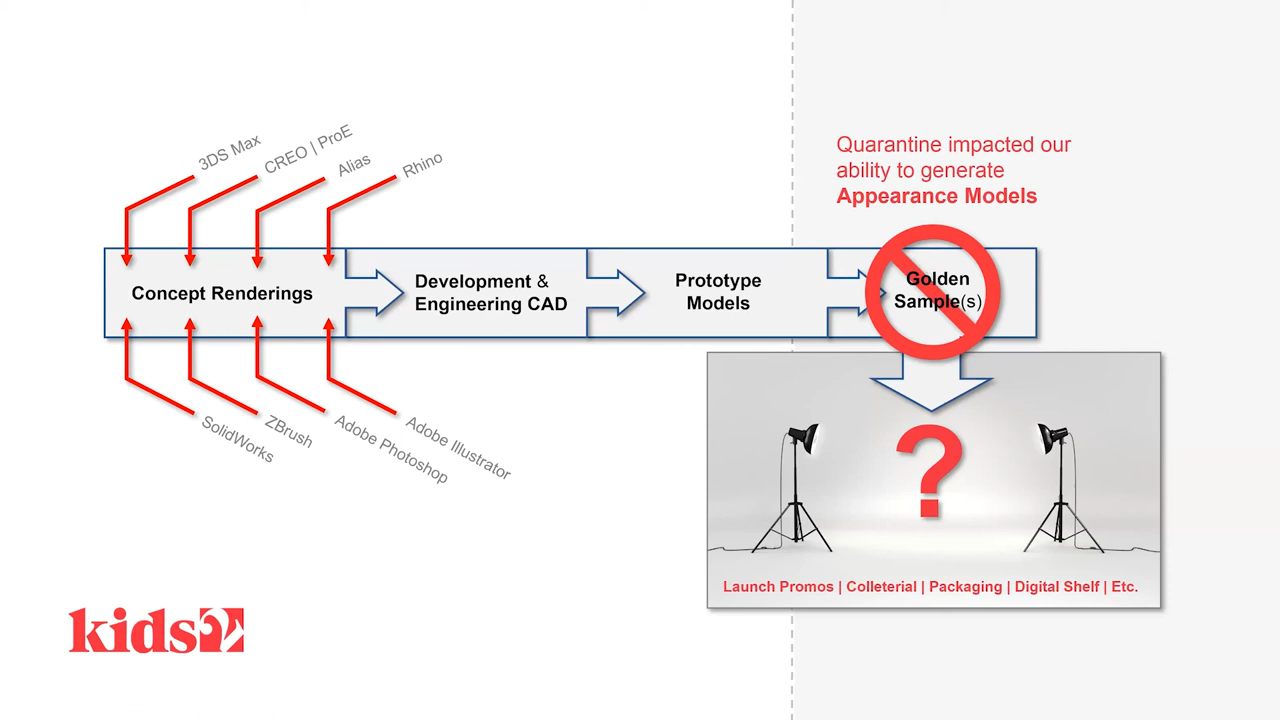 3DS Max
CREO | ProE
Alias
Rhino
Quarantine impacted our
ability to generate
Appearance Models
Concept Renderings
Development &
Engineering CAD
Prototype
Models
Golden
Sample(s)
SolidWorks
ZBrush
Adobe Photoshop
Adobe Illustrator
?
Launch Promos | Colleterial | Packaging | Digital Shelf | Etc.
kids2